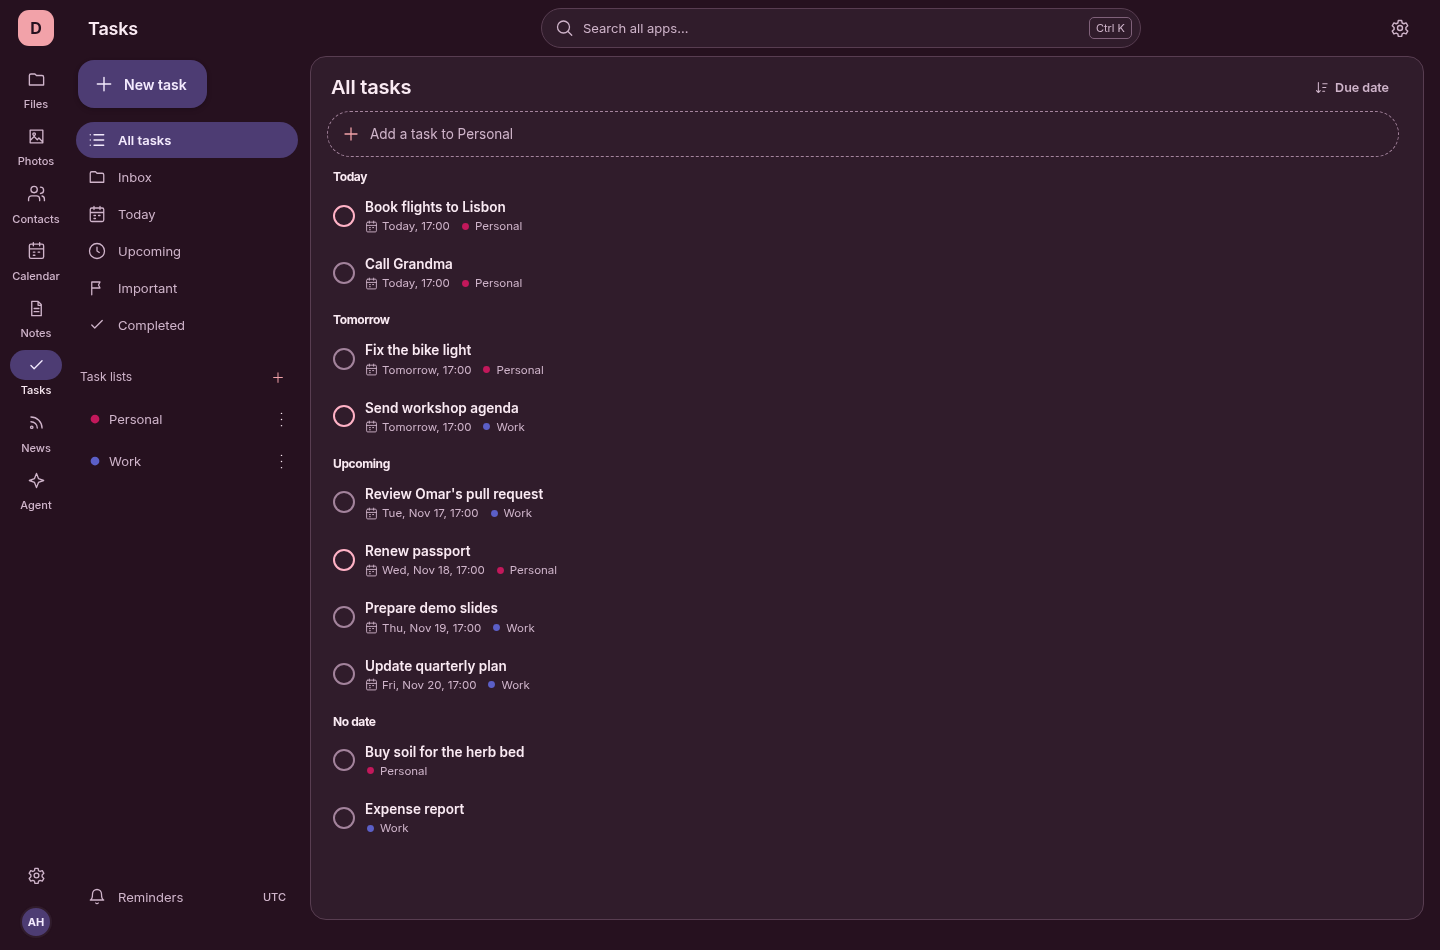 D
Tasks
Search all apps...
Ctrl K
Files
Photos
Contacts
Calendar
Notes
Tasks
News
Agent
AH
New task
All tasks
Inbox
Today
Upcoming
Important
Completed
Task lists
Personal
Work
Reminders
UTC
All tasks
Due date
Add a task to Personal
Today
Book flights to Lisbon
Today, 17:00 Personal
Call Grandma
Today, 17:00 Personal
Tomorrow
Fix the bike light
Tomorrow, 17:00 Personal
Send workshop agenda
Tomorrow, 17:00 Work
Upcoming
Review Omar's pull request
Tue, Nov 17, 17:00 Work
Renew passport
Wed, Nov 18, 17:00 Personal
Prepare demo slides
Thu, Nov 19, 17:00 Work
Update quarterly plan
Fri, Nov 20, 17:00 Work
No date
Buy soil for the herb bed
Personal
Expense report
Work